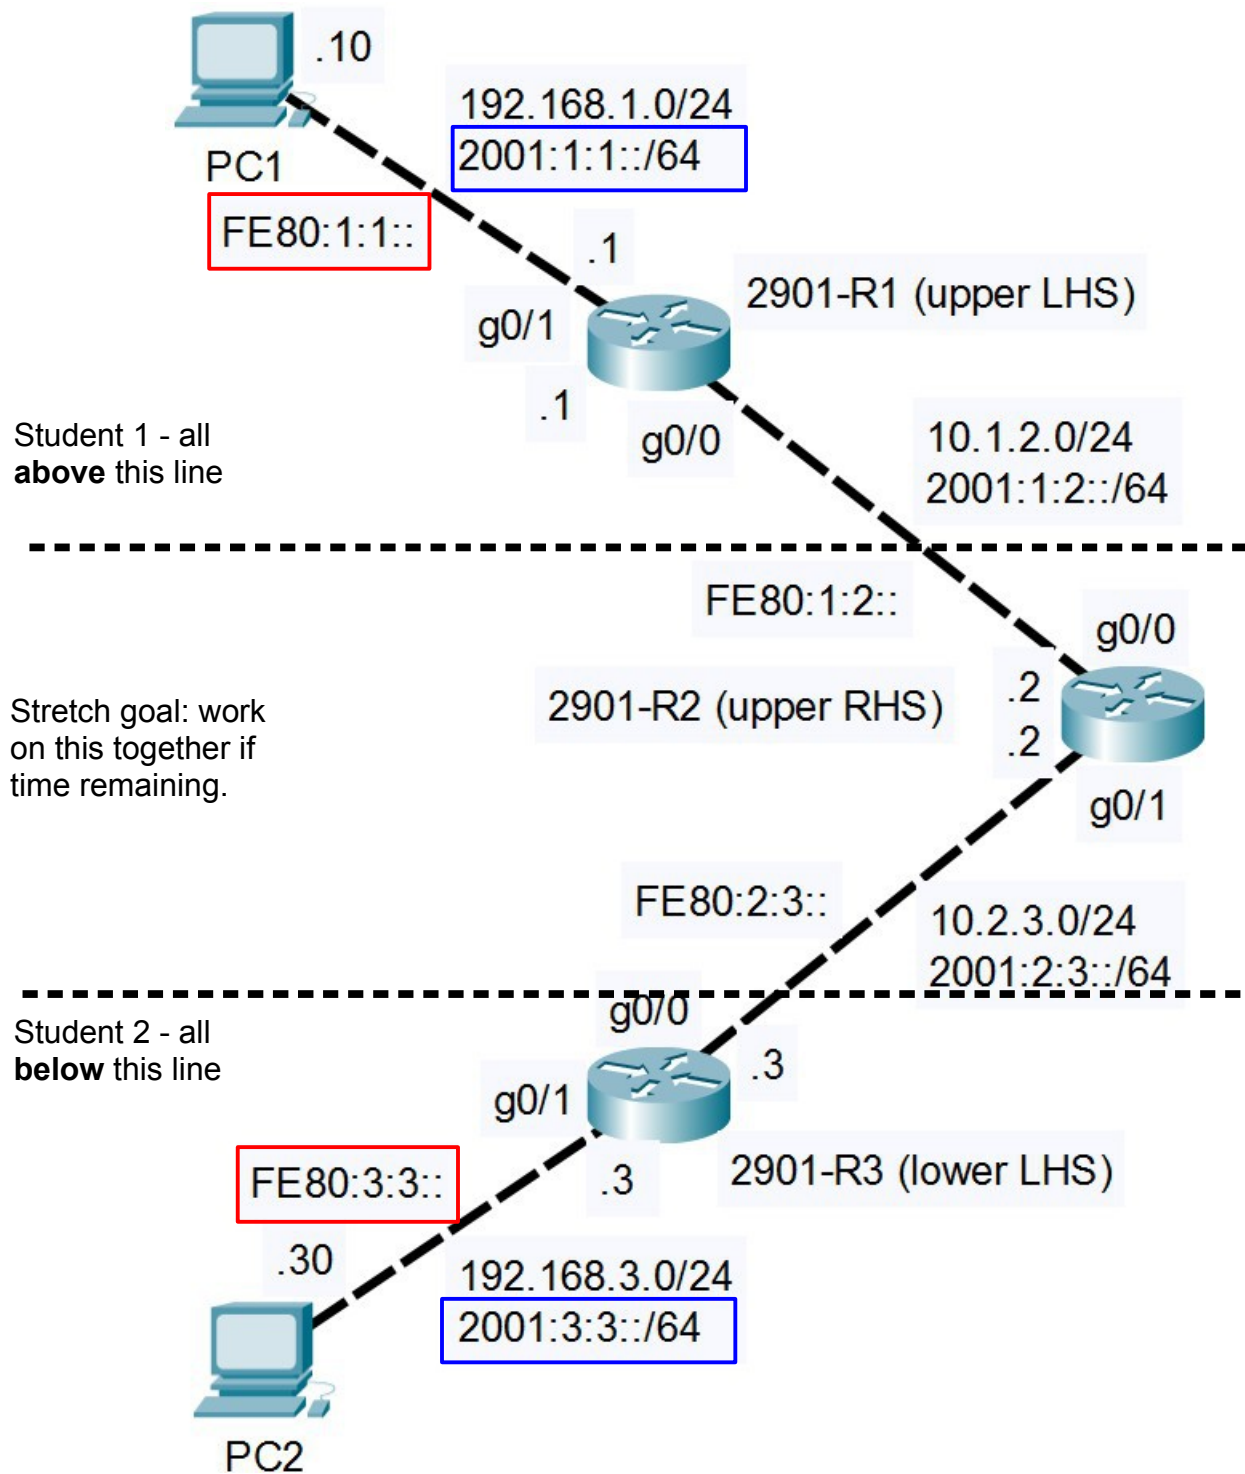 .10
192.168.1.0/24
2001:1:1::/64
PC1
FE80:1:1::
.1
2901-R1 (upper LHS)
g0/1
.1
g0/0
Student 1 - all
above this line
10.1.2.0/24
2001:1:2::/64
FE80:1:2::
g0/0
.2
2901-R2 (upper RHS)
.2
Stretch goal: work
on this together if
time remaining.
g0/1
FE80:2:3::
10.2.3.0/24
2001:2:3::/64
g0/0
Student 2 - all
below this line
.3
g0/1
2901-R3 (lower LHS)
FE80:3:3::
.3
.30
192.168.3.0/24
2001:3:3::/64
PC2